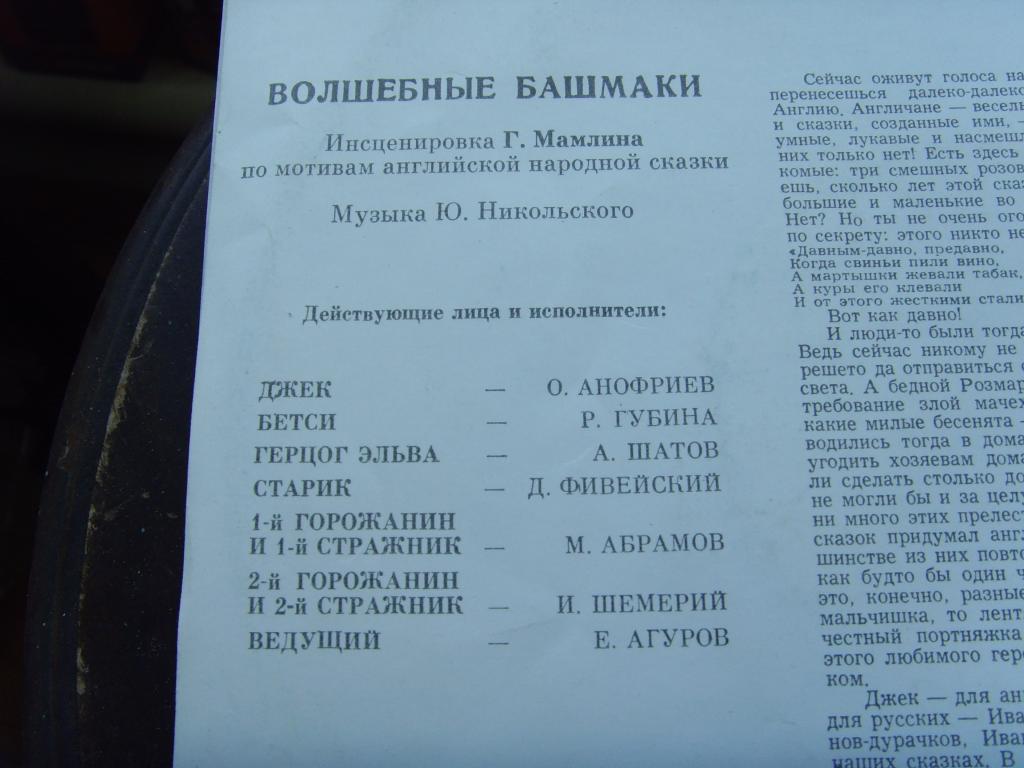 ВОЛШЕБНЫЕ БАШМАКИ
Инсценировка Г. Мамлина
по мотивам английской народной сказки
Музыка Ю. Никольского
Действующие лица и исполнители:
ДЖЕК — О. АНОФРИЕВ
БЕТСИ — Р. ГУБИНА
ГЕРЦОГ ЭЛЬВА — А. ШАТОВ
СТАРИК — Д. ФИВЕЙСКИЙ
1-й ГОРОЖАНИН
И 1-й СТРАЖНИК — М. АБРАМОВ
2-й ГОРОЖАНИН
И 2-й СТРАЖНИК — И. ШЕМЕРИЙ
ВЕДУЩИЙ — Е. АГУРОВ
Сейчас оживут голоса на
перенесешься далеко-далеко
Англию. Англичане — веселы
и сказки, созданные ими, —
умные, лукавые и насмешл
них только нет! Есть здесь
комые: три смешных розов
ешь, сколько лет этой сказ
большие и маленькие во
Нет? Но ты не очень ого
по секрету: этого никто не
«Давным-давно, предавно,
Когда свиньи пили вино,
А мартышки жевали табак,
А куры его клевали
И от этого жесткими стали
Вот как давно!
И люди-то были тогда
Ведь сейчас никому не
решето да отправиться
света. А бедной Розмар
требование злой мачех
какие милые бесенята —
водились тогда в дома
угодить хозяевам дома
ли сделать столько до
не могли бы и за целу
ни много этих прелест
сказок придумал англ
шинстве из них повто
как будто бы один ч
это, конечно, разные
мальчишка, то лент
честный портняжка
этого любимого геро
ком.
Джек — для ан
для русских — Ива
нов-дурачков, Иван
наших сказках. В